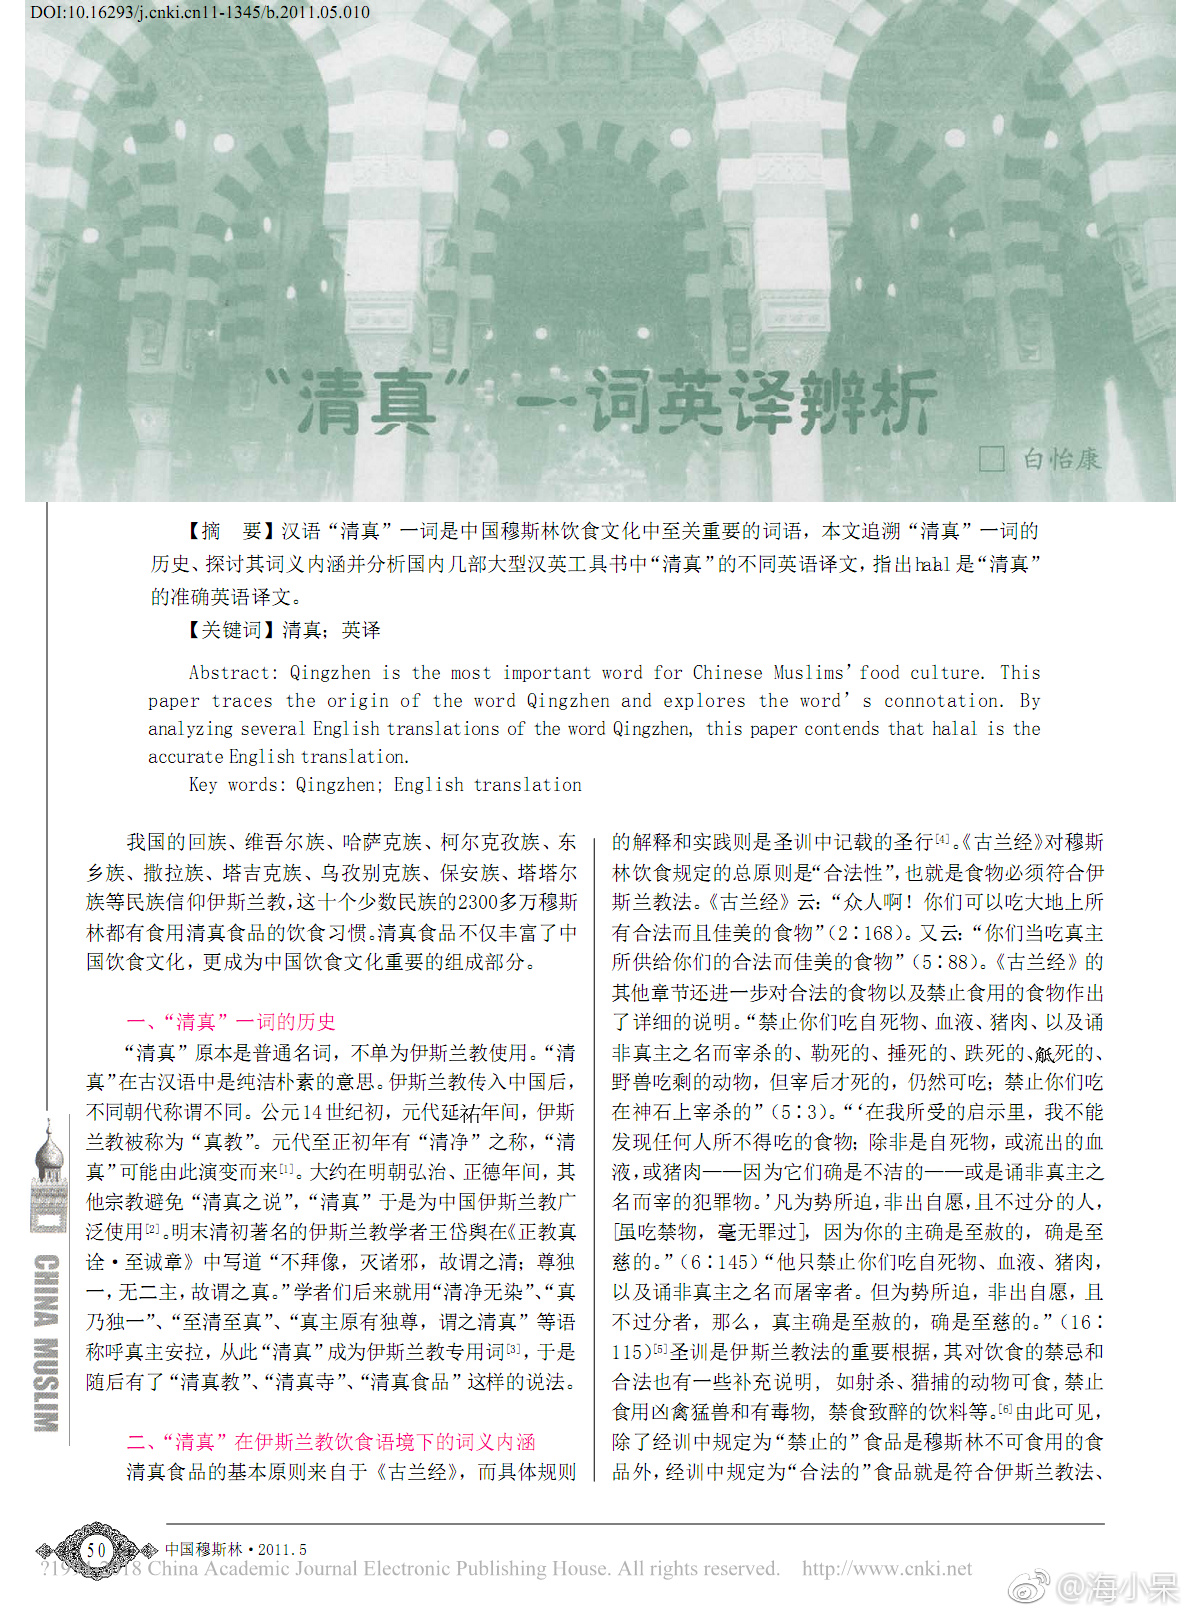 DOI:10.16293/j.cnki.cn11-1345/b.2011.05.010
“清真”一词英译辨析
□ 白怡康
【摘　要】汉语“清真”一词是中国穆斯林饮食文化中至关重要的词语，本文追溯“清真”一词的
历史、探讨其词义内涵并分析国内几部大型汉英工具书中“清真”的不同英语译文，指出halal是“清真”
的准确英语译文。
【关键词】清真；英译
Abstract: Qingzhen is the most important word for Chinese Muslims’food culture. This
paper traces the origin of the word Qingzhen and explores the word’s connotation. By
analyzing several English translations of the word Qingzhen, this paper contends that halal is the
accurate English translation.
Key words: Qingzhen; English translation
我国的回族、维吾尔族、哈萨克族、柯尔克孜族、东
乡族、撒拉族、塔吉克族、乌孜别克族、保安族、塔塔尔
族等民族信仰伊斯兰教，这十个少数民族的2300多万穆斯
林都有食用清真食品的饮食习惯。清真食品不仅丰富了中
国饮食文化，更成为中国饮食文化重要的组成部分。
一、“清真”一词的历史
“清真”原本是普通名词，不单为伊斯兰教使用。“清
真”在古汉语中是纯洁朴素的意思。伊斯兰教传入中国后，
不同朝代称谓不同。公元14世纪初，元代延祐年间，伊斯
兰教被称为“真教”。元代至正初年有“清净”之称，“清
真”可能由此演变而来[1]。大约在明朝弘治、正德年间，其
他宗教避免“清真之说”，“清真”于是为中国伊斯兰教广
泛使用[2]。明末清初著名的伊斯兰教学者王岱舆在《正教真
诠·至诚章》中写道“不拜像，灭诸邪，故谓之清；尊独
一，无二主，故谓之真。”学者们后来就用“清净无染”、“真
乃独一”、“至清至真”、“真主原有独尊，谓之清真”等语
称呼真主安拉，从此“清真”成为伊斯兰教专用词[3]，于是
随后有了“清真教”、“清真寺”、“清真食品”这样的说法。
二、“清真”在伊斯兰教饮食语境下的词义内涵
清真食品的基本原则来自于《古兰经》，而具体规则
的解释和实践则是圣训中记载的圣行[4]。《古兰经》对穆斯
林饮食规定的总原则是“合法性”，也就是食物必须符合伊
斯兰教法。《古兰经》云：“众人啊！你们可以吃大地上所
有合法而且佳美的食物”（2∶168）。又云：“你们当吃真主
所供给你们的合法而佳美的食物”（5∶88）。《古兰经》的
其他章节还进一步对合法的食物以及禁止食用的食物作出
了详细的说明。“禁止你们吃自死物、血液、猪肉、以及诵
非真主之名而宰杀的、勒死的、捶死的、跌死的、觝死的、
野兽吃剩的动物，但宰后才死的，仍然可吃；禁止你们吃
在神石上宰杀的”（5∶3）。“‘在我所受的启示里，我不能
发现任何人所不得吃的食物；除非是自死物，或流出的血
液，或猪肉——因为它们确是不洁的——或是诵非真主之
名而宰的犯罪物。’凡为势所迫，非出自愿，且不过分的人，
[虽吃禁物，毫无罪过]，因为你的主确是至赦的，确是至
慈的。”（6∶145）“他只禁止你们吃自死物、血液、猪肉，
以及诵非真主之名而屠宰者。但为势所迫，非出自愿，且
不过分者，那么，真主确是至赦的，确是至慈的。”（16∶
115）[5]圣训是伊斯兰教法的重要根据，其对饮食的禁忌和
合法也有一些补充说明，如射杀、猎捕的动物可食，禁止
食用凶禽猛兽和有毒物，禁食致醉的饮料等。[6]由此可见，
除了经训中规定为“禁止的”食品是穆斯林不可食用的食
品外，经训中规定为“合法的”食品就是符合伊斯兰教法、
CHINA MUSLIM
50
中国穆斯林·2011.5
?1994-2018 China Academic Journal Electronic Publishing House. All rights reserved. http://www.cnki.net
@海小呆